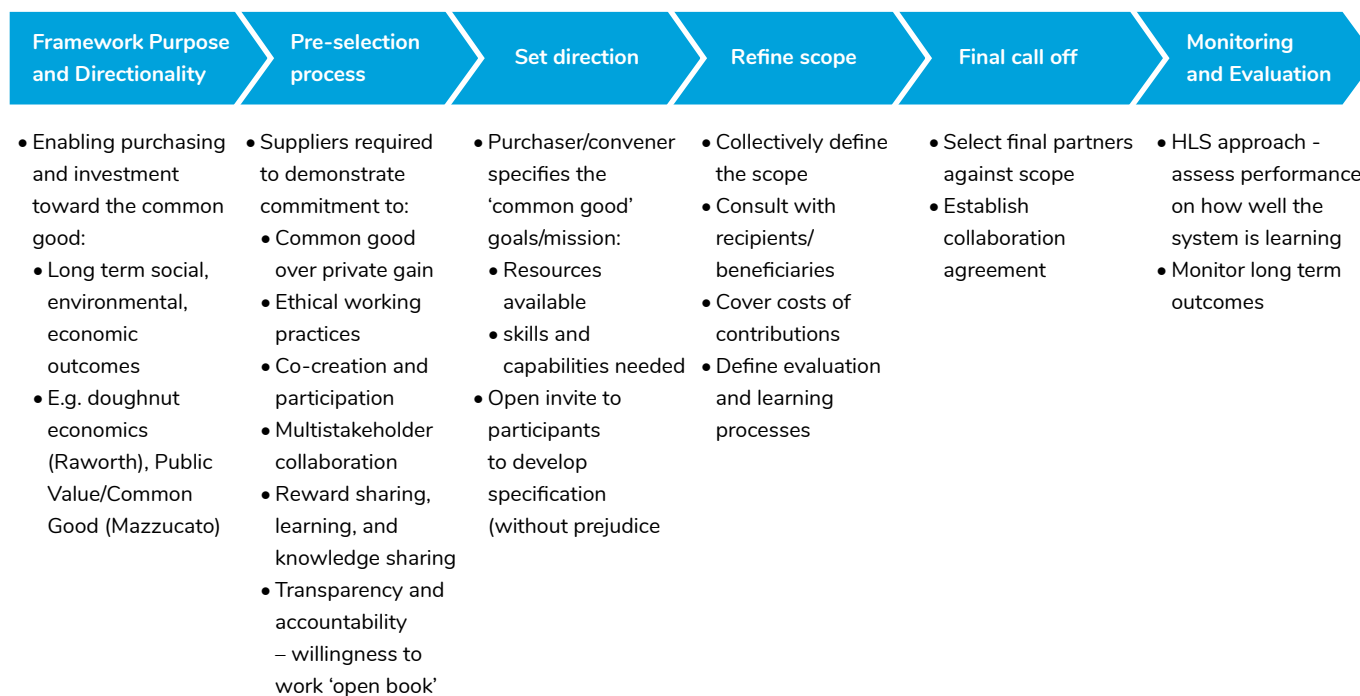 Framework Purpose
and Directionality
Pre-selection
process
Set direction
Refine scope
Final call off
Monitoring
and Evaluation
• Enabling purchasing
and investment
toward the common
good:
• Long term social,
environmental,
economic
outcomes
• E.g. doughnut
economics
(Raworth), Public
Value/Common
Good (Mazzucato)
• Suppliers required
to demonstrate
commitment to:
• Common good
over private gain
• Ethical working
practices
• Co-creation and
participation
• Multistakeholder
collaboration
• Reward sharing,
learning, and
knowledge sharing
• Transparency and
accountability
– willingness to
work ‘open book’
• Purchaser/convener
specifies the
‘common good’
goals/mission:
• Resources
available
• skills and
capabilities needed
• Open invite to
participants
to develop
specification
(without prejudice
• Collectively define
the scope
• Consult with
recipients/
beneficiaries
• Cover costs of
contributions
• Define evaluation
and learning
processes
• Select final partners
against scope
• Establish
collaboration
agreement
• HLS approach -
assess performance
on how well the
system is learning
• Monitor long term
outcomes